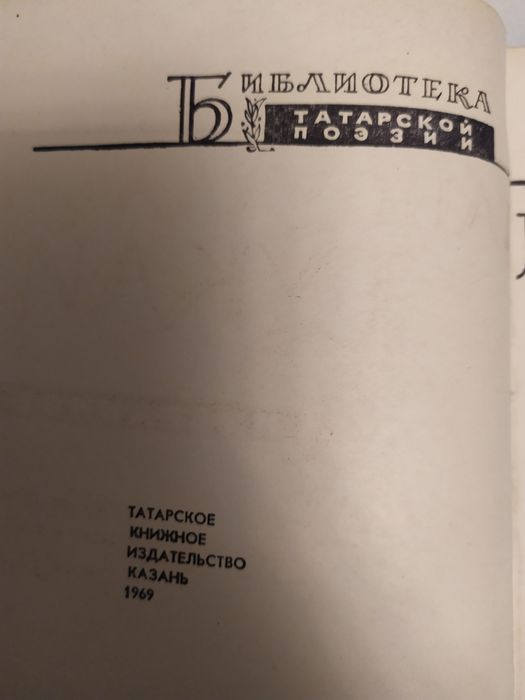 БИБЛИОТЕКА
ТАТАРСКОЙ
ПОЭЗИИ
ТАТАРСКОЕ
КНИЖНОЕ
ИЗДАТЕЛЬСТВО
КАЗАНЬ
1969